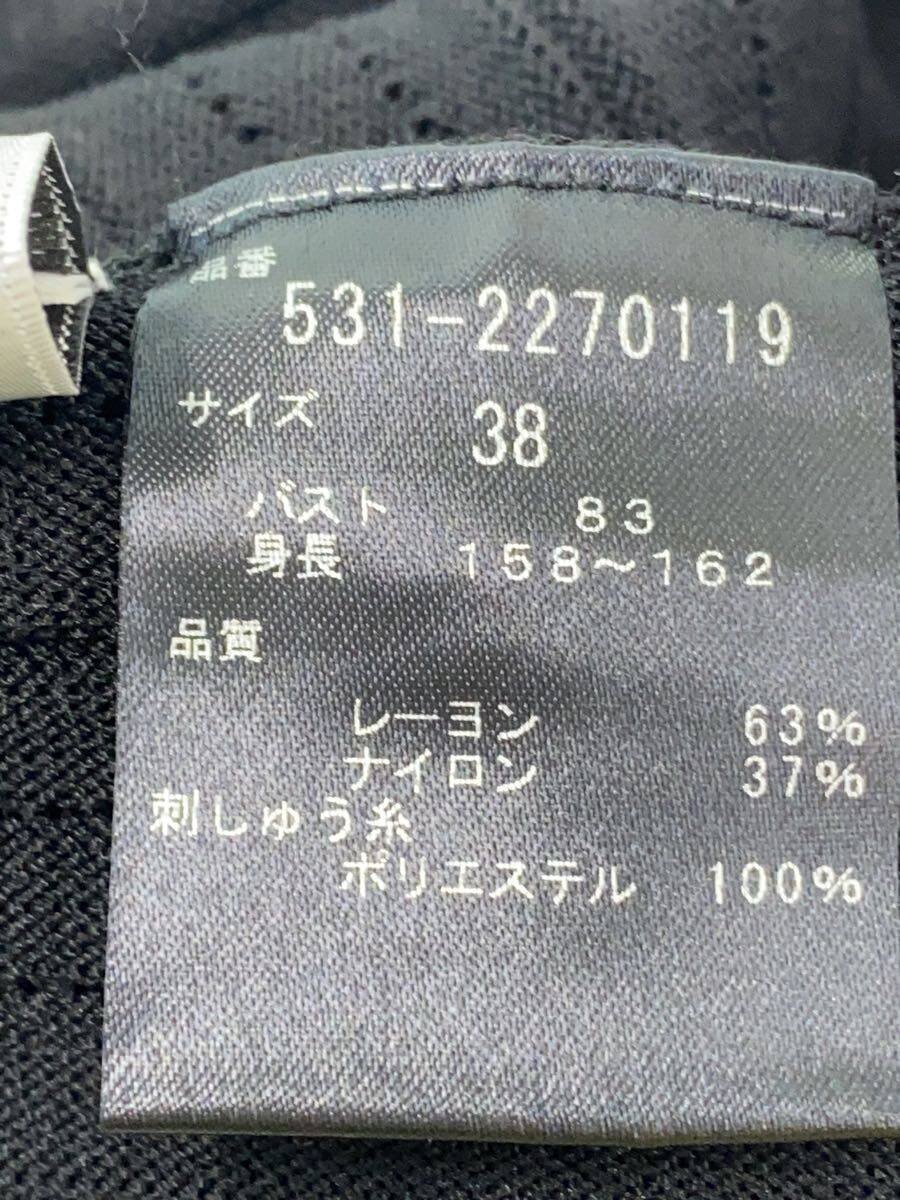 品番
531-2270119
サイズ 38
バスト 83
身長 158～162
品質
レーヨン 63%
ナイロン 37%
刺しゅう糸
ポリエステル 100%